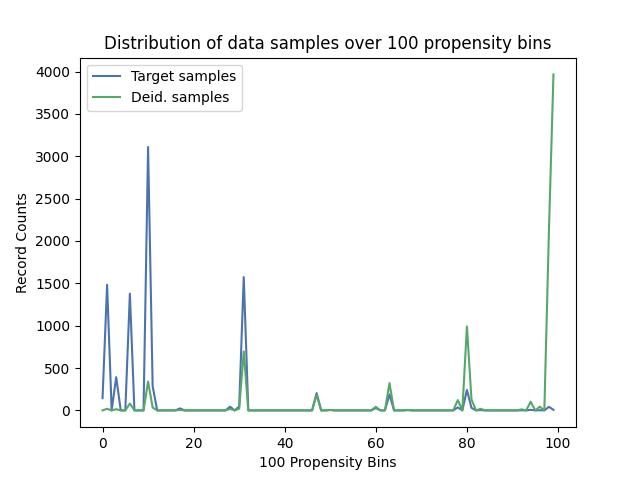 Distribution of data samples over 100 propensity bins
Target samples
Deid. samples
4000
3500
3000
2500
2000
1500
1000
500
0
Record Counts
0 20 40 60 80 100
100 Propensity Bins